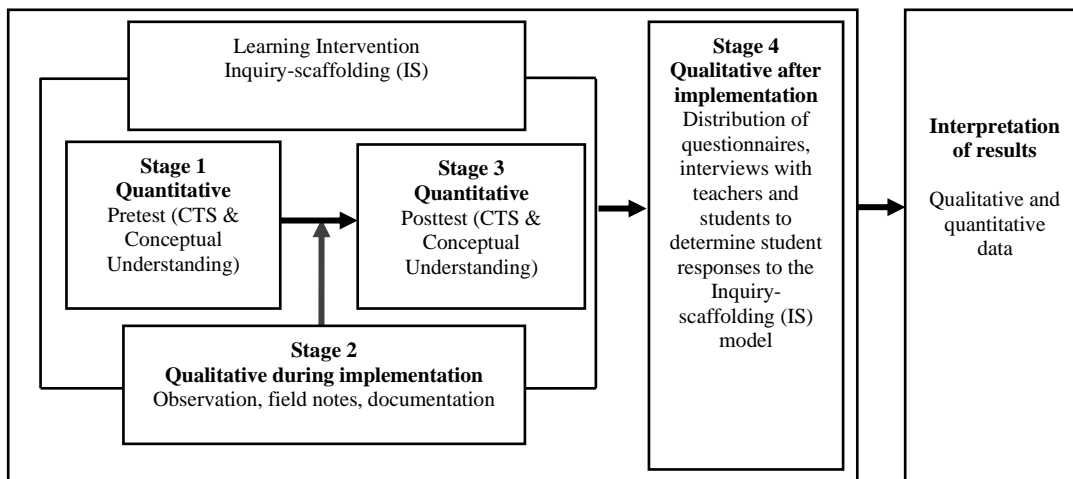 Learning Intervention
Inquiry-scaffolding (IS)
Stage 1
Quantitative
Pretest (CTS &
Conceptual
Understanding)
Stage 3
Quantitative
Posttest (CTS &
Conceptual
Understanding)
Stage 2
Qualitative during implementation
Observation, field notes, documentation
Stage 4
Qualitative after
implementation
Distribution of
questionnaires,
interviews with
teachers and
students to
determine student
responses to the
Inquiry-
scaffolding (IS)
model
Interpretation
of results
Qualitative and
quantitative
data